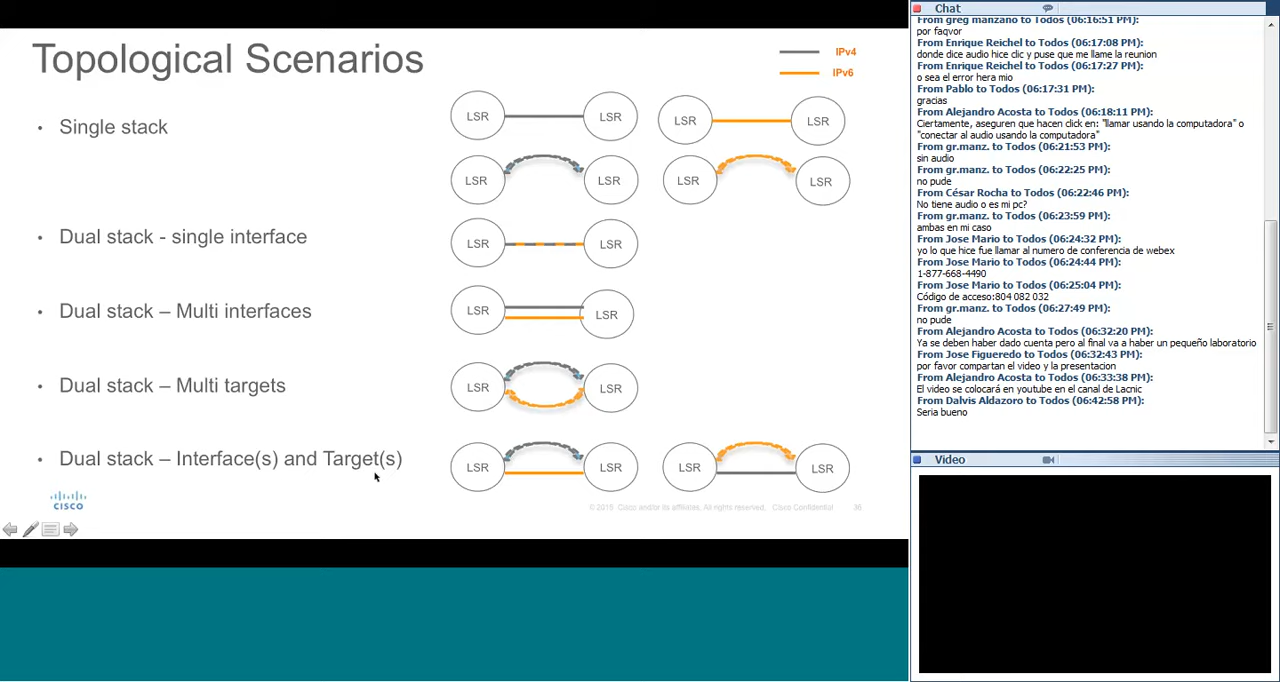 Topological Scenarios
IPv4
IPv6
• Single stack
LSR LSR LSR LSR
LSR LSR LSR LSR
• Dual stack - single interface
LSR LSR
• Dual stack – Multi interfaces
LSR LSR
• Dual stack – Multi targets
LSR LSR
• Dual stack – Interface(s) and Target(s)
LSR LSR LSR LSR
CISCO
© 2015 Cisco and/or its affiliates. All rights reserved. Cisco Confidential 36
Chat
From greg manzano to Todos (06:16:51 PM):
por faqvor
From Enrique Reichel to Todos (06:17:08 PM):
donde dice audio hice clic y puse que me llame la reunion
From Enrique Reichel to Todos (06:17:27 PM):
o sea el error hera mio
From Pablo to Todos (06:17:31 PM):
gracias
From Alejandro Acosta to Todos (06:18:11 PM):
Ciertamente, aseguren que hacen click en: "llamar usando la computadora" o
"conectar al audio usando la computadora"
From gr.manz. to Todos (06:21:53 PM):
sin audio
From gr.manz. to Todos (06:22:25 PM):
no pude
From César Rocha to Todos (06:22:46 PM):
No tiene audio o es mi pc?
From gr.manz. to Todos (06:23:59 PM):
ambas en mi caso
From Jose Mario to Todos (06:24:32 PM):
yo lo que hice fue llamar al numero de conferencia de webex
From Jose Mario to Todos (06:24:44 PM):
1-877-668-4490
From Jose Mario to Todos (06:25:04 PM):
Código de acceso:804 082 032
From gr.manz. to Todos (06:27:49 PM):
no pude
From Alejandro Acosta to Todos (06:32:20 PM):
Ya se deben haber dado cuenta pero al final va a haber un pequeño laboratorio
From Jose Figueredo to Todos (06:32:43 PM):
por favor compartan el video y la presentacion
From Alejandro Acosta to Todos (06:33:38 PM):
El video se colocará en youtube en el canal de Lacnic
From Dalvis Aldazoro to Todos (06:42:58 PM):
Seria bueno
Video